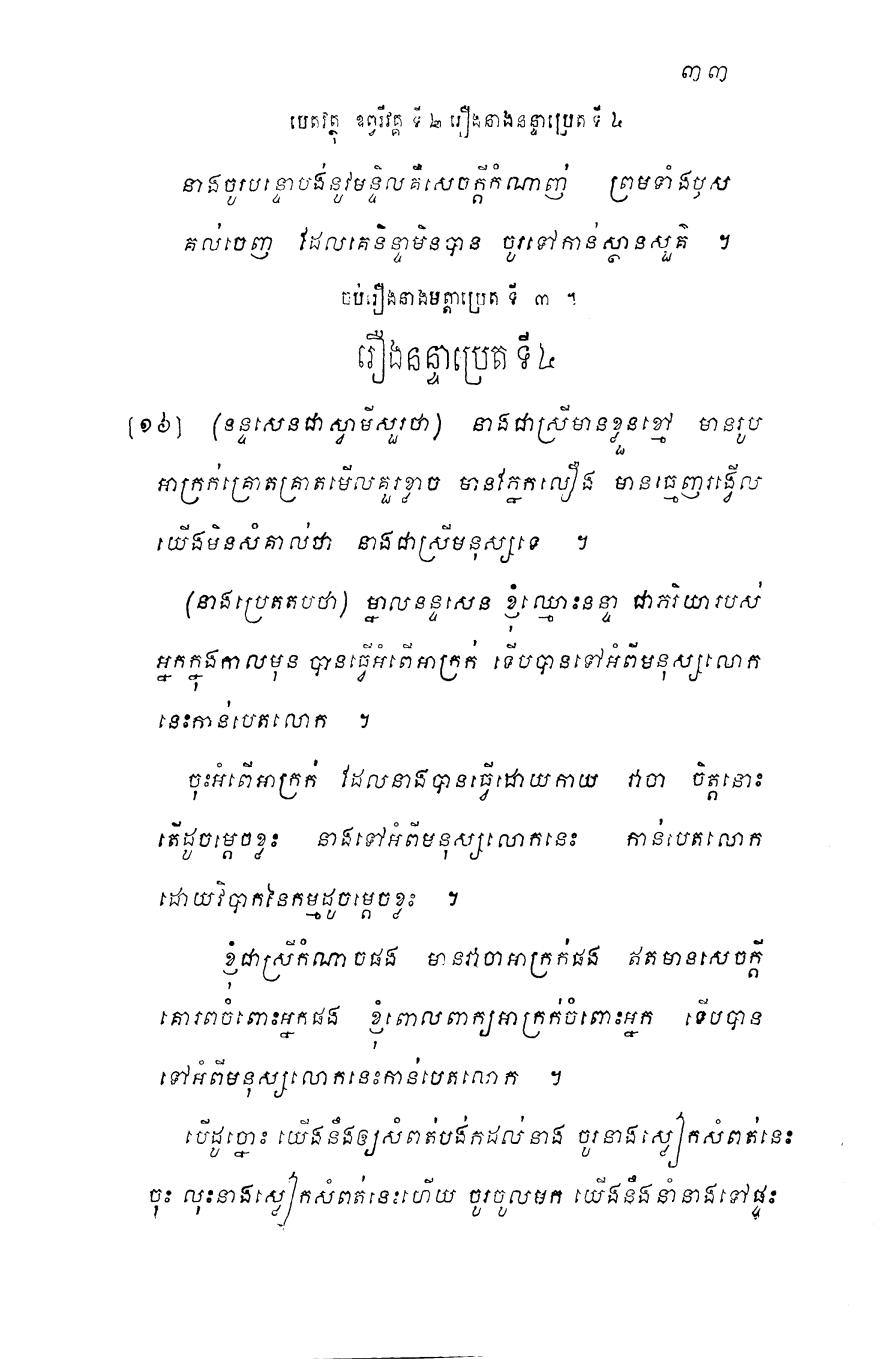 ៣៣
បេតវត្ថុ ឧព្វរីវគ្គ ទី ២ រឿងនាងនន្ទាប្រេត ទី ៤
នាងចូរបន្ទោបង់នូវមន្ទិលគឺសេចក្តីកំណាញ់ ព្រមទាំងឫស
គល់ចេញ ដែលគេនិន្ទាមិនបាន ចូរទៅកាន់ស្ថានសួគ៌ ។
ចប់រឿងនាងមត្តាប្រេត ទី ៣ ។
រឿងនន្ទាប្រេត ទី ៤
[១៦] (នន្ទសេនជាស្វាមីសួរថា) នាងជាស្រីមានខ្លួនខ្មៅ មានរូប
អាក្រក់គ្រោតគ្រាតមើលគួរខ្លាច មានភ្នែកលឿង មានធ្មេញរង្វើល
យើងមិនសំគាល់ថា នាងជាស្រីមនុស្សទេ ។
(នាងប្រេតតបថា) ម្នាលនន្ទសេន ខ្ញុំឈ្មោះនន្ទា ជាភរិយារបស់
អ្នកក្នុងកាលមុន បានធ្វើអំពើអាក្រក់ ទើបបានទៅអំពីមនុស្សលោក
នេះកាន់បេតលោក ។
ចុះអំពើអាក្រក់ ដែលនាងបានធ្វើដោយកាយ វាចា ចិត្តនោះ
តើដូចម្តេចខ្លះ នាងទៅអំពីមនុស្សលោកនេះ កាន់បេតលោក
ដោយវិបាកនៃកម្មដូចម្តេចខ្លះ ។
ខ្ញុំជាស្រីកំណាចផង មានវាចាអាក្រក់ផង ឥតមានសេចក្តី
គោរពចំពោះអ្នកផង ខ្ញុំពោលពាក្យអាក្រក់ចំពោះអ្នក ទើបបាន
ទៅអំពីមនុស្សលោកនេះកាន់បេតលោក ។
បើដូច្នោះ យើងនឹងឲ្យសំពត់បង់កដល់នាង ចូរនាងស្លៀកសំពត់នេះ
ចុះ លុះនាងស្លៀកសំពត់នេះហើយ ចូរចូលមក យើងនឹងនាំនាងទៅផ្ទះ